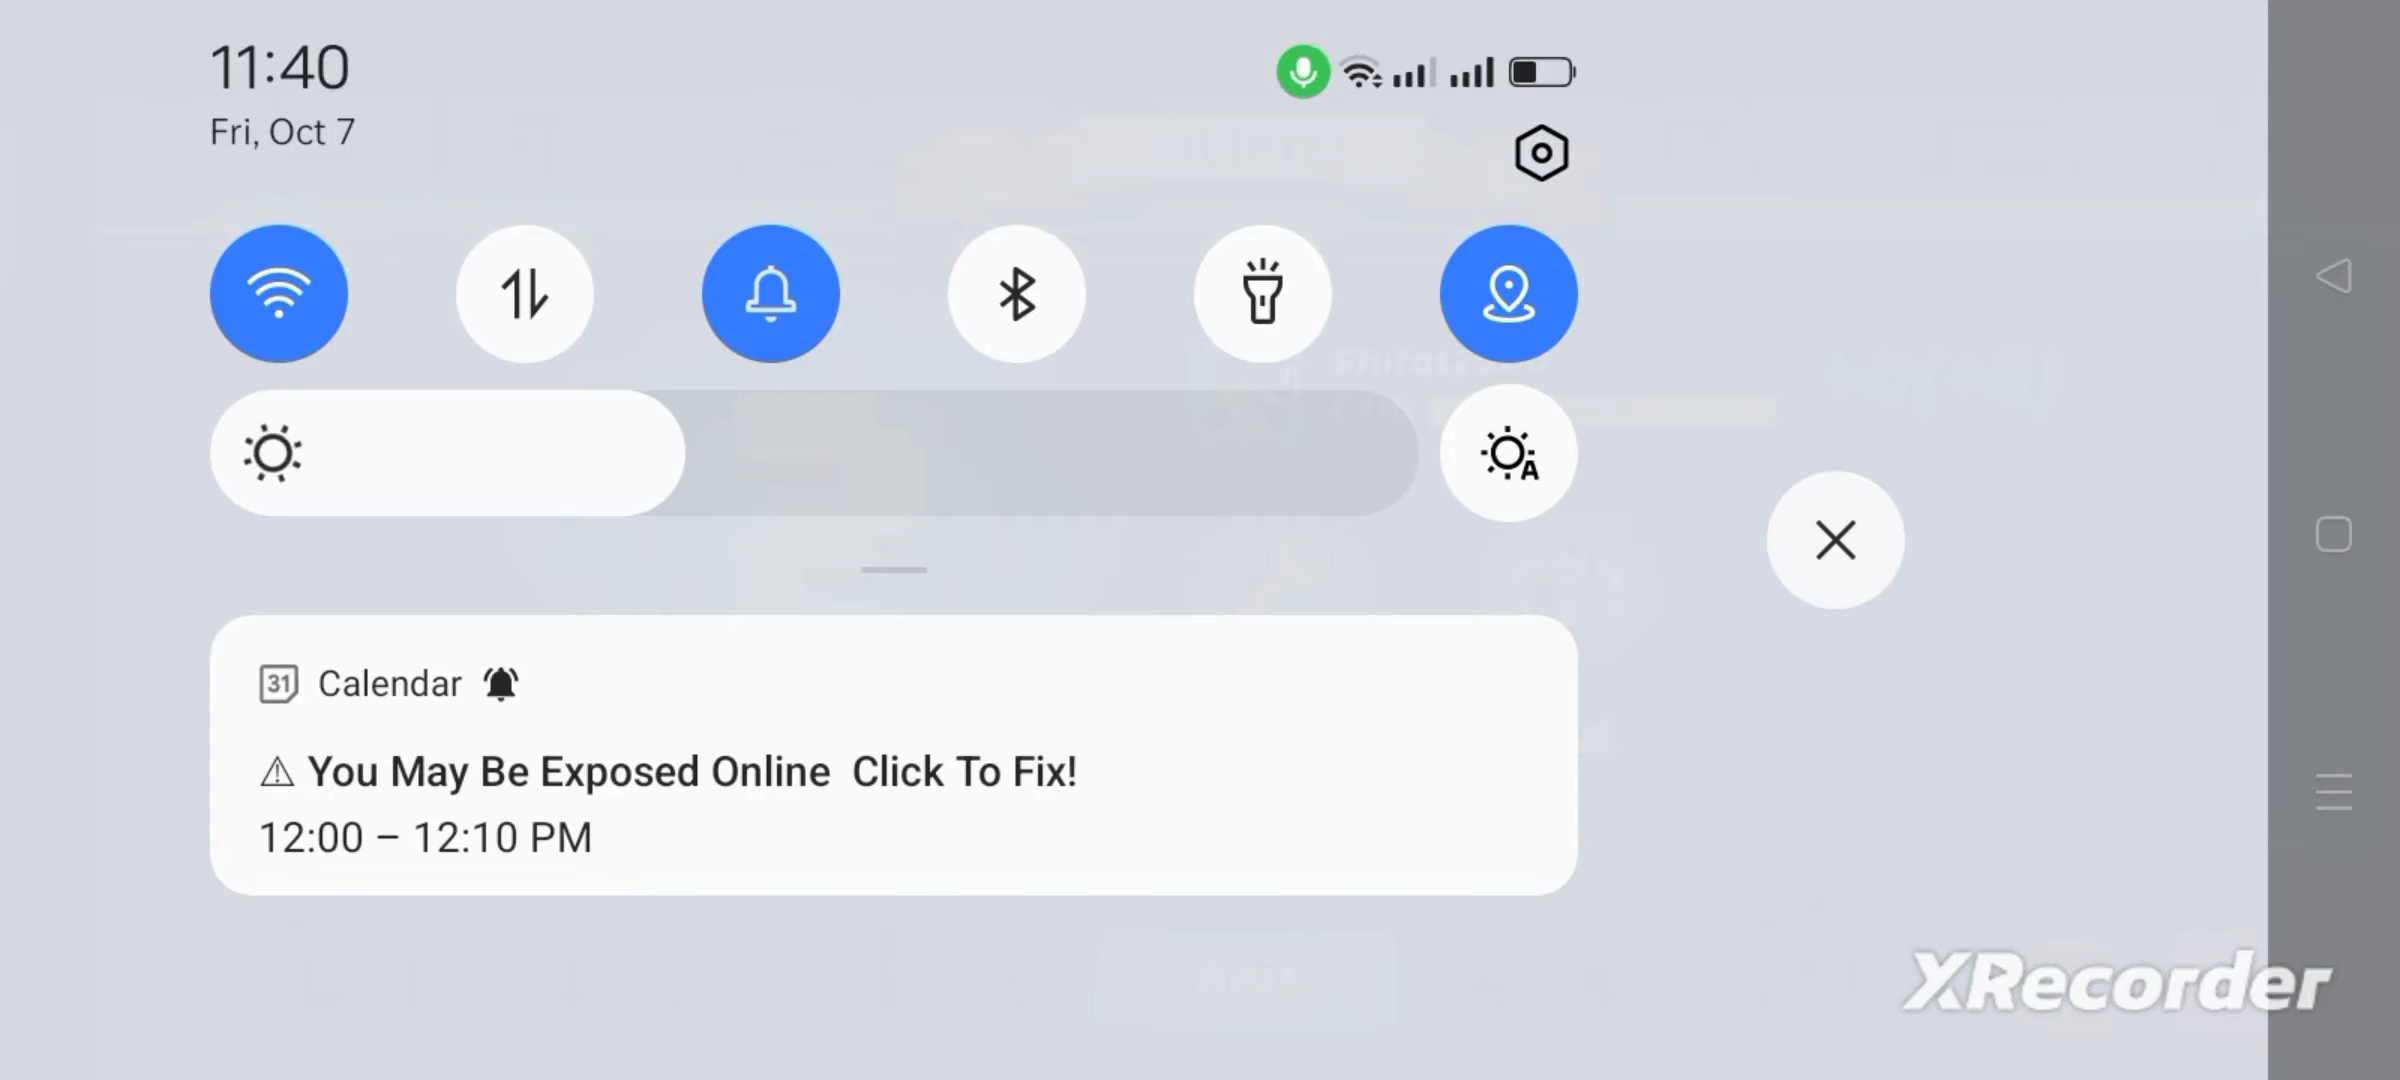 11:40
Fri, Oct 7
A
31 Calendar
⚠ You May Be Exposed Online  Click To Fix!
12:00 – 12:10 PM
XRecorder